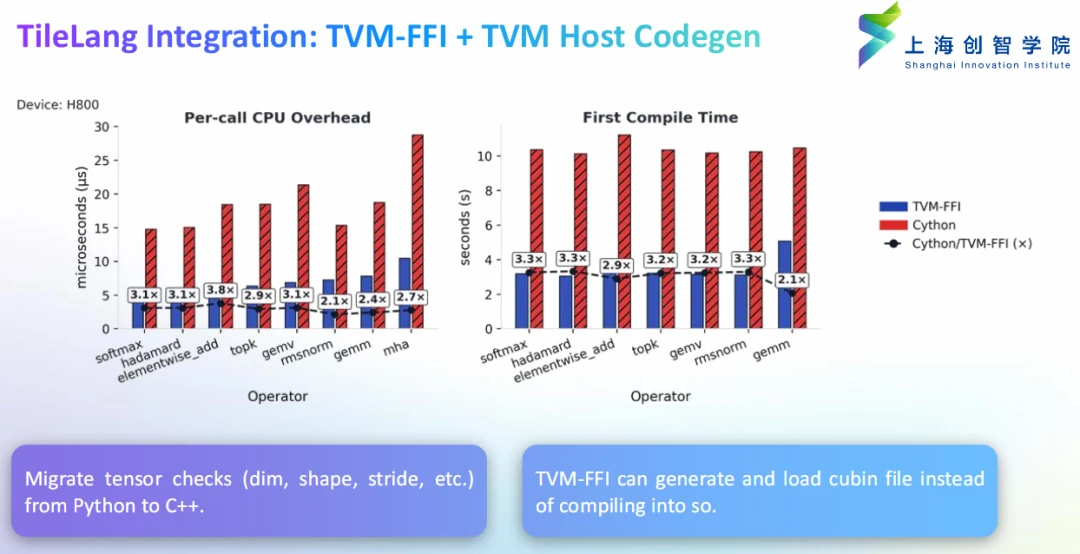 TileLang Integration: TVM-FFI + TVM Host Codegen
上海创智学院
Shanghai Innovation Institute
Device: H800
Per-call CPU Overhead
microseconds (μs)
30
25
20
15
10
5
0
3.1×
3.1×
3.8×
2.9×
3.1×
2.1×
2.4×
2.7×
softmax
hadamard
elementwise_add
topk
gemv
rmsnorm
gemm
mha
Operator
First Compile Time
seconds (s)
10
8
6
4
2
0
3.3×
3.3×
2.9×
3.2×
3.2×
3.3×
2.1×
softmax
hadamard
elementwise_add
topk
gemv
rmsnorm
gemm
Operator
TVM-FFI
Cython
Cython/TVM-FFI (×)
Migrate tensor checks (dim, shape, stride, etc.)
from Python to C++.
TVM-FFI can generate and load cubin file instead
of compiling into so.